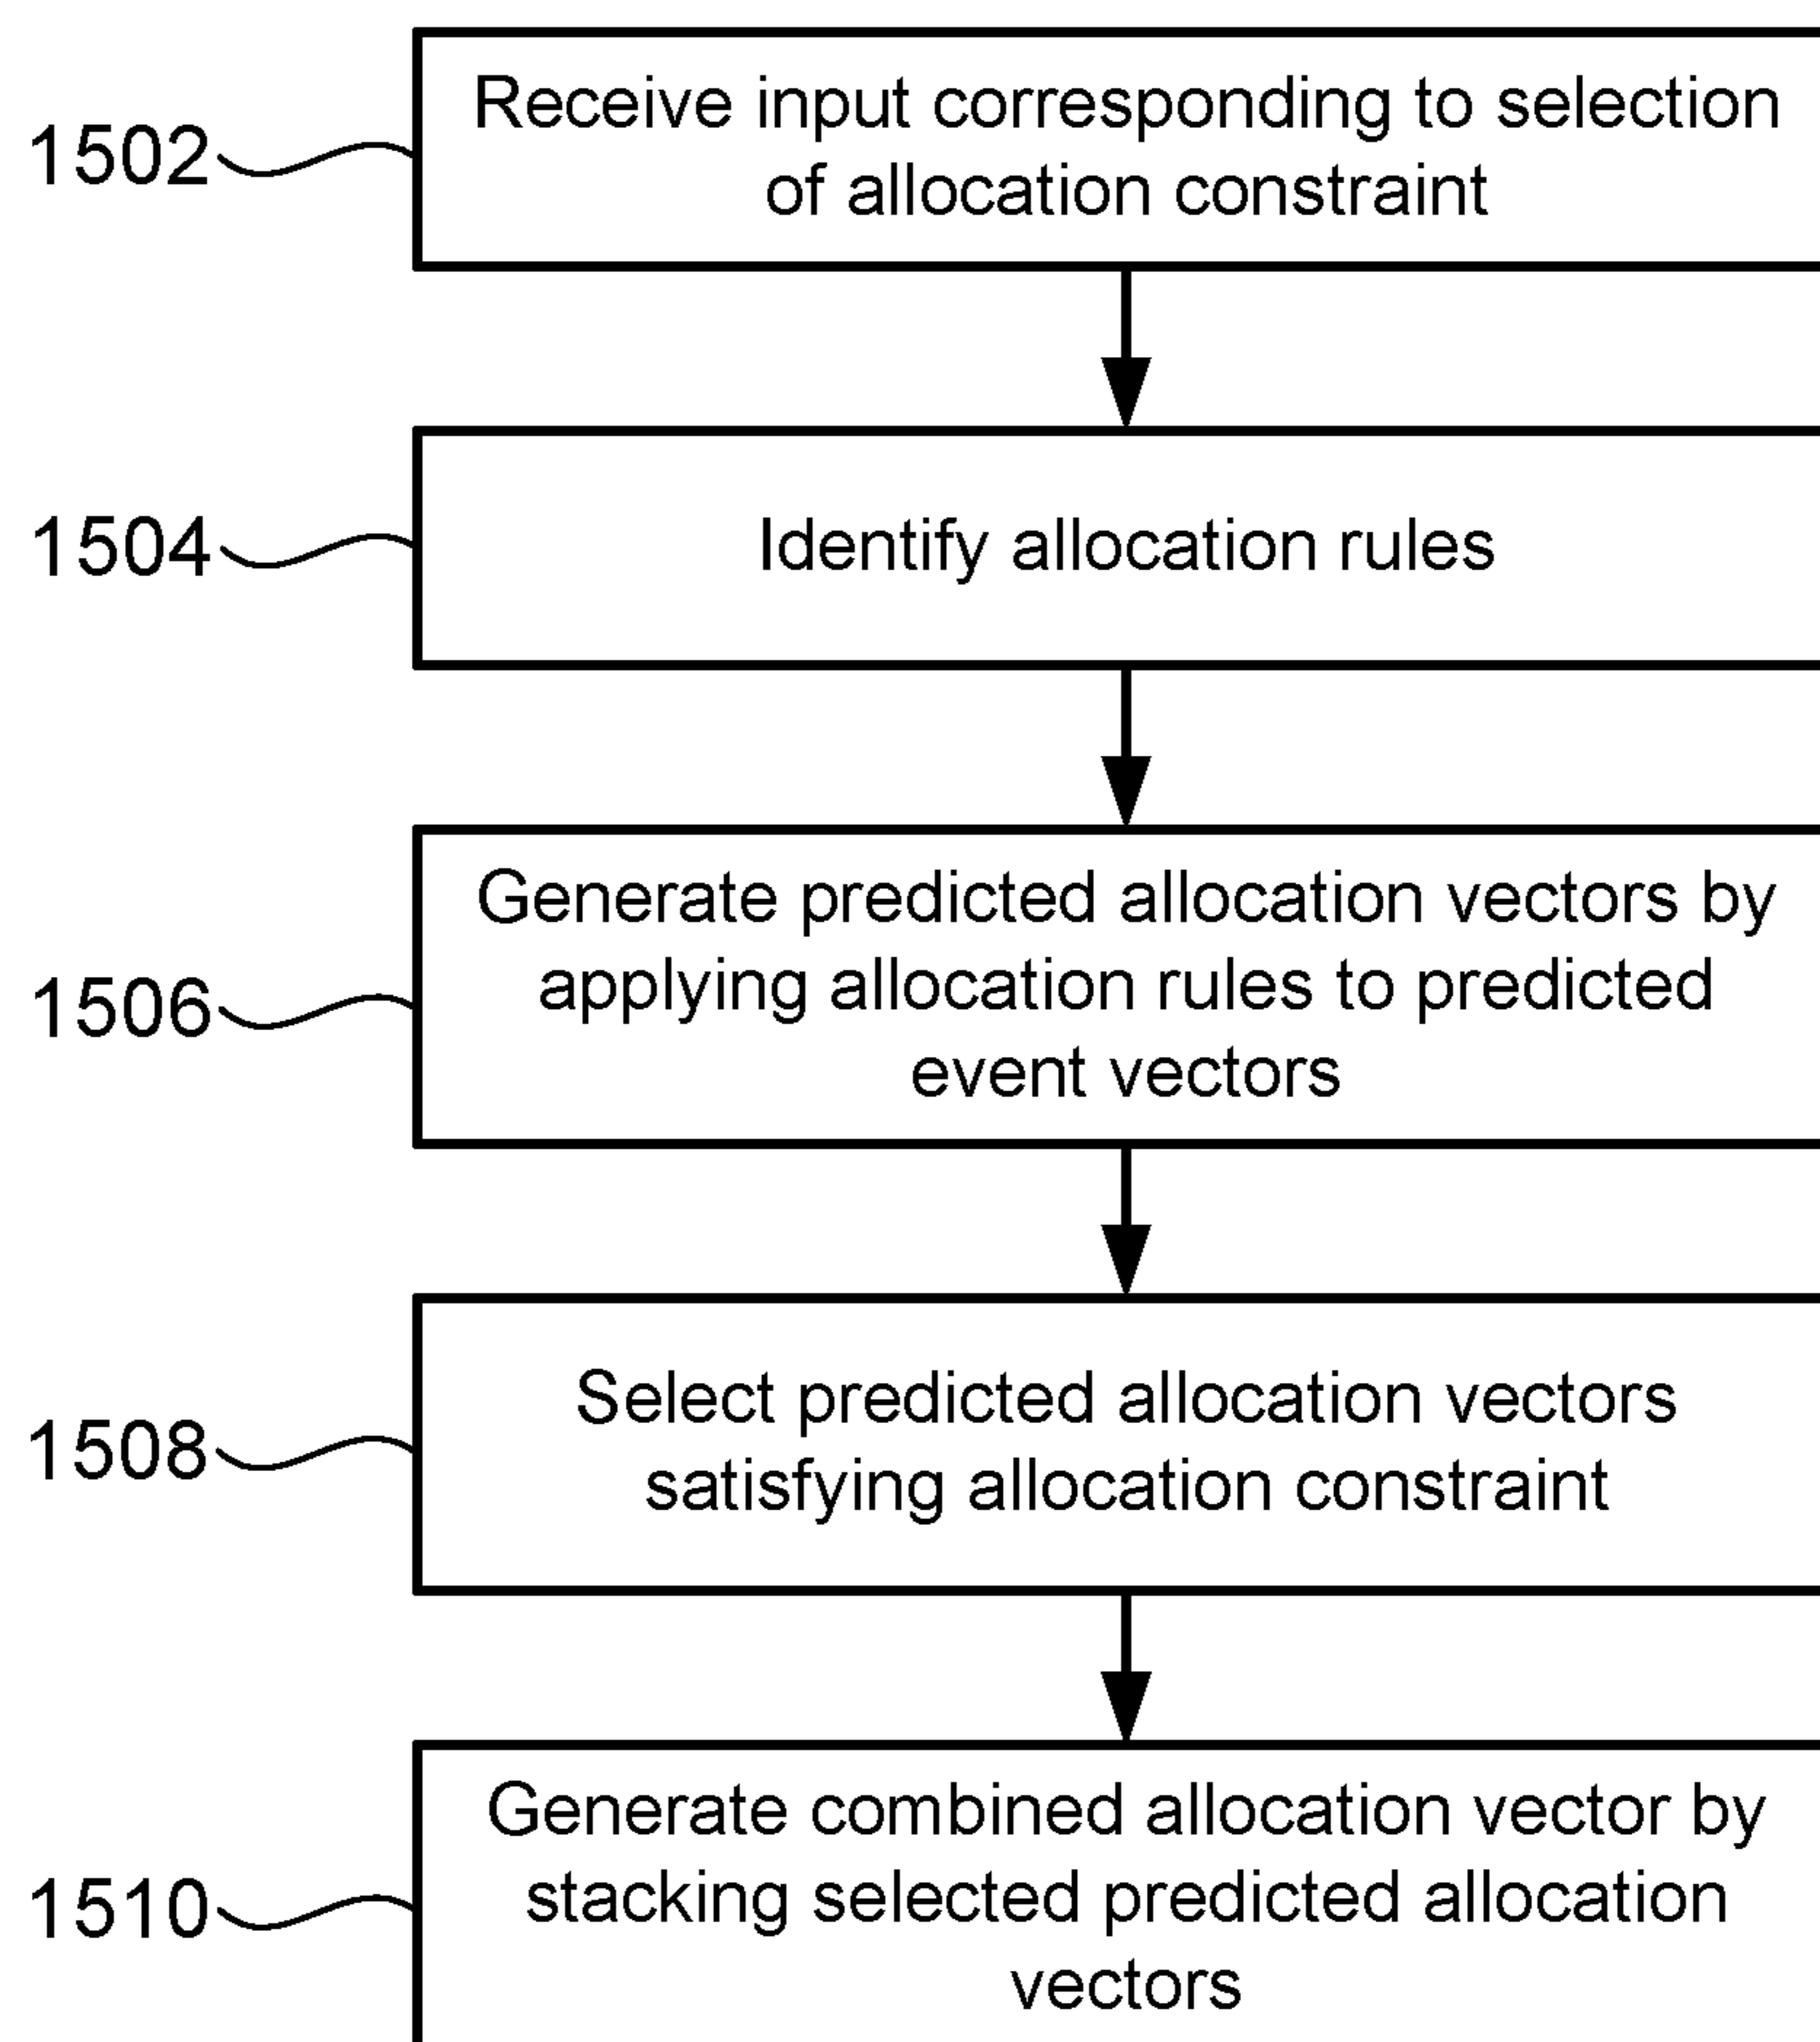 1502
Receive input corresponding to selection
of allocation constraint
1504
Identify allocation rules
1506
Generate predicted allocation vectors by
applying allocation rules to predicted
event vectors
1508
Select predicted allocation vectors
satisfying allocation constraint
1510
Generate combined allocation vector by
stacking selected predicted allocation
vectors